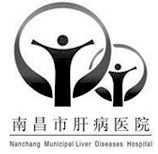 南昌市肝病医院
Nanchang Municipal Liver Diseases Hospital